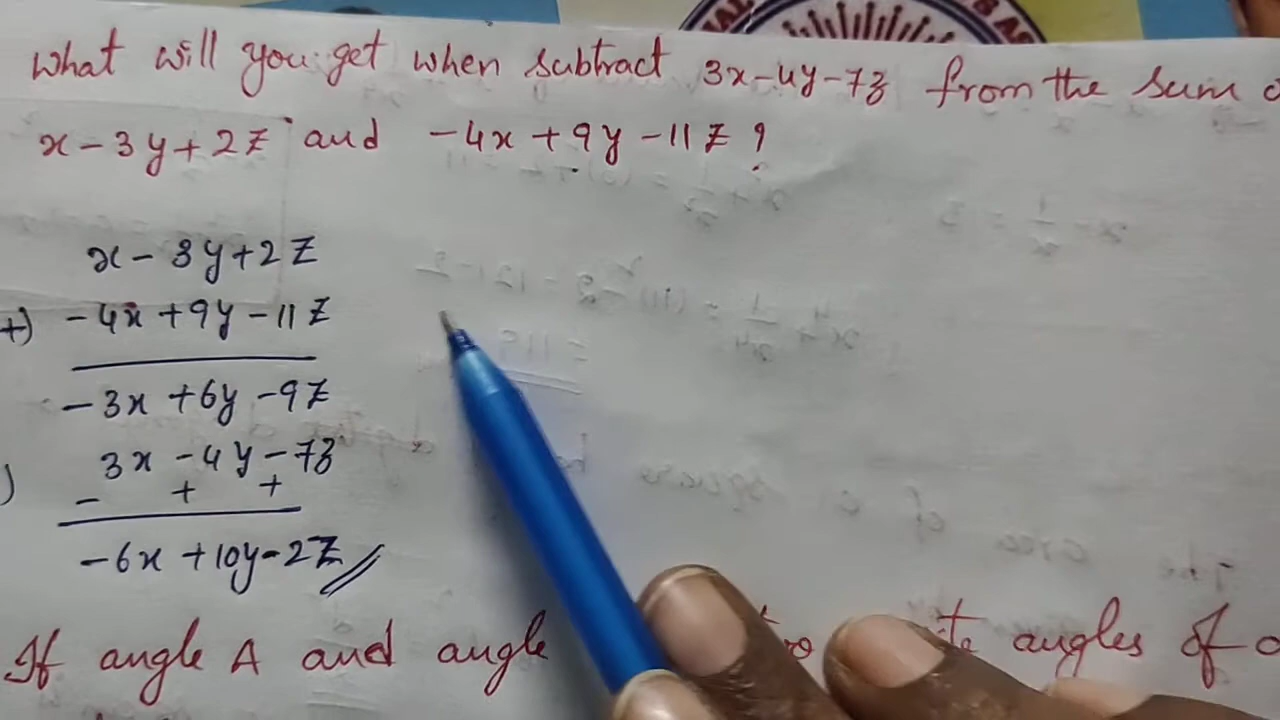 What will you get when subtract 3x-4y-7z from the sum
x-3y+2z and -4x+9y-11z?
x-3y+2z
+) -4x+9y-11z
-3x+6y-9z
) 3x-4y-7z
- + +
-6x+10y-2z
If angle A and angle angles of